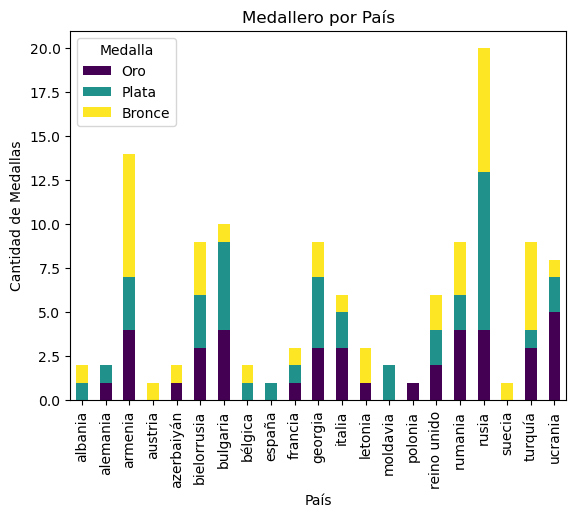 Medallero por País
Medalla
Oro
Plata
Bronce
Cantidad de Medallas
20.0
17.5
15.0
12.5
10.0
7.5
5.0
2.5
0.0
albania
alemania
armenia
austria
azerbaiyán
bielorrusia
bulgaria
bélgica
españa
francia
georgia
italia
letonia
moldavia
polonia
reino unido
rumania
rusia
suecia
turquía
ucrania
País